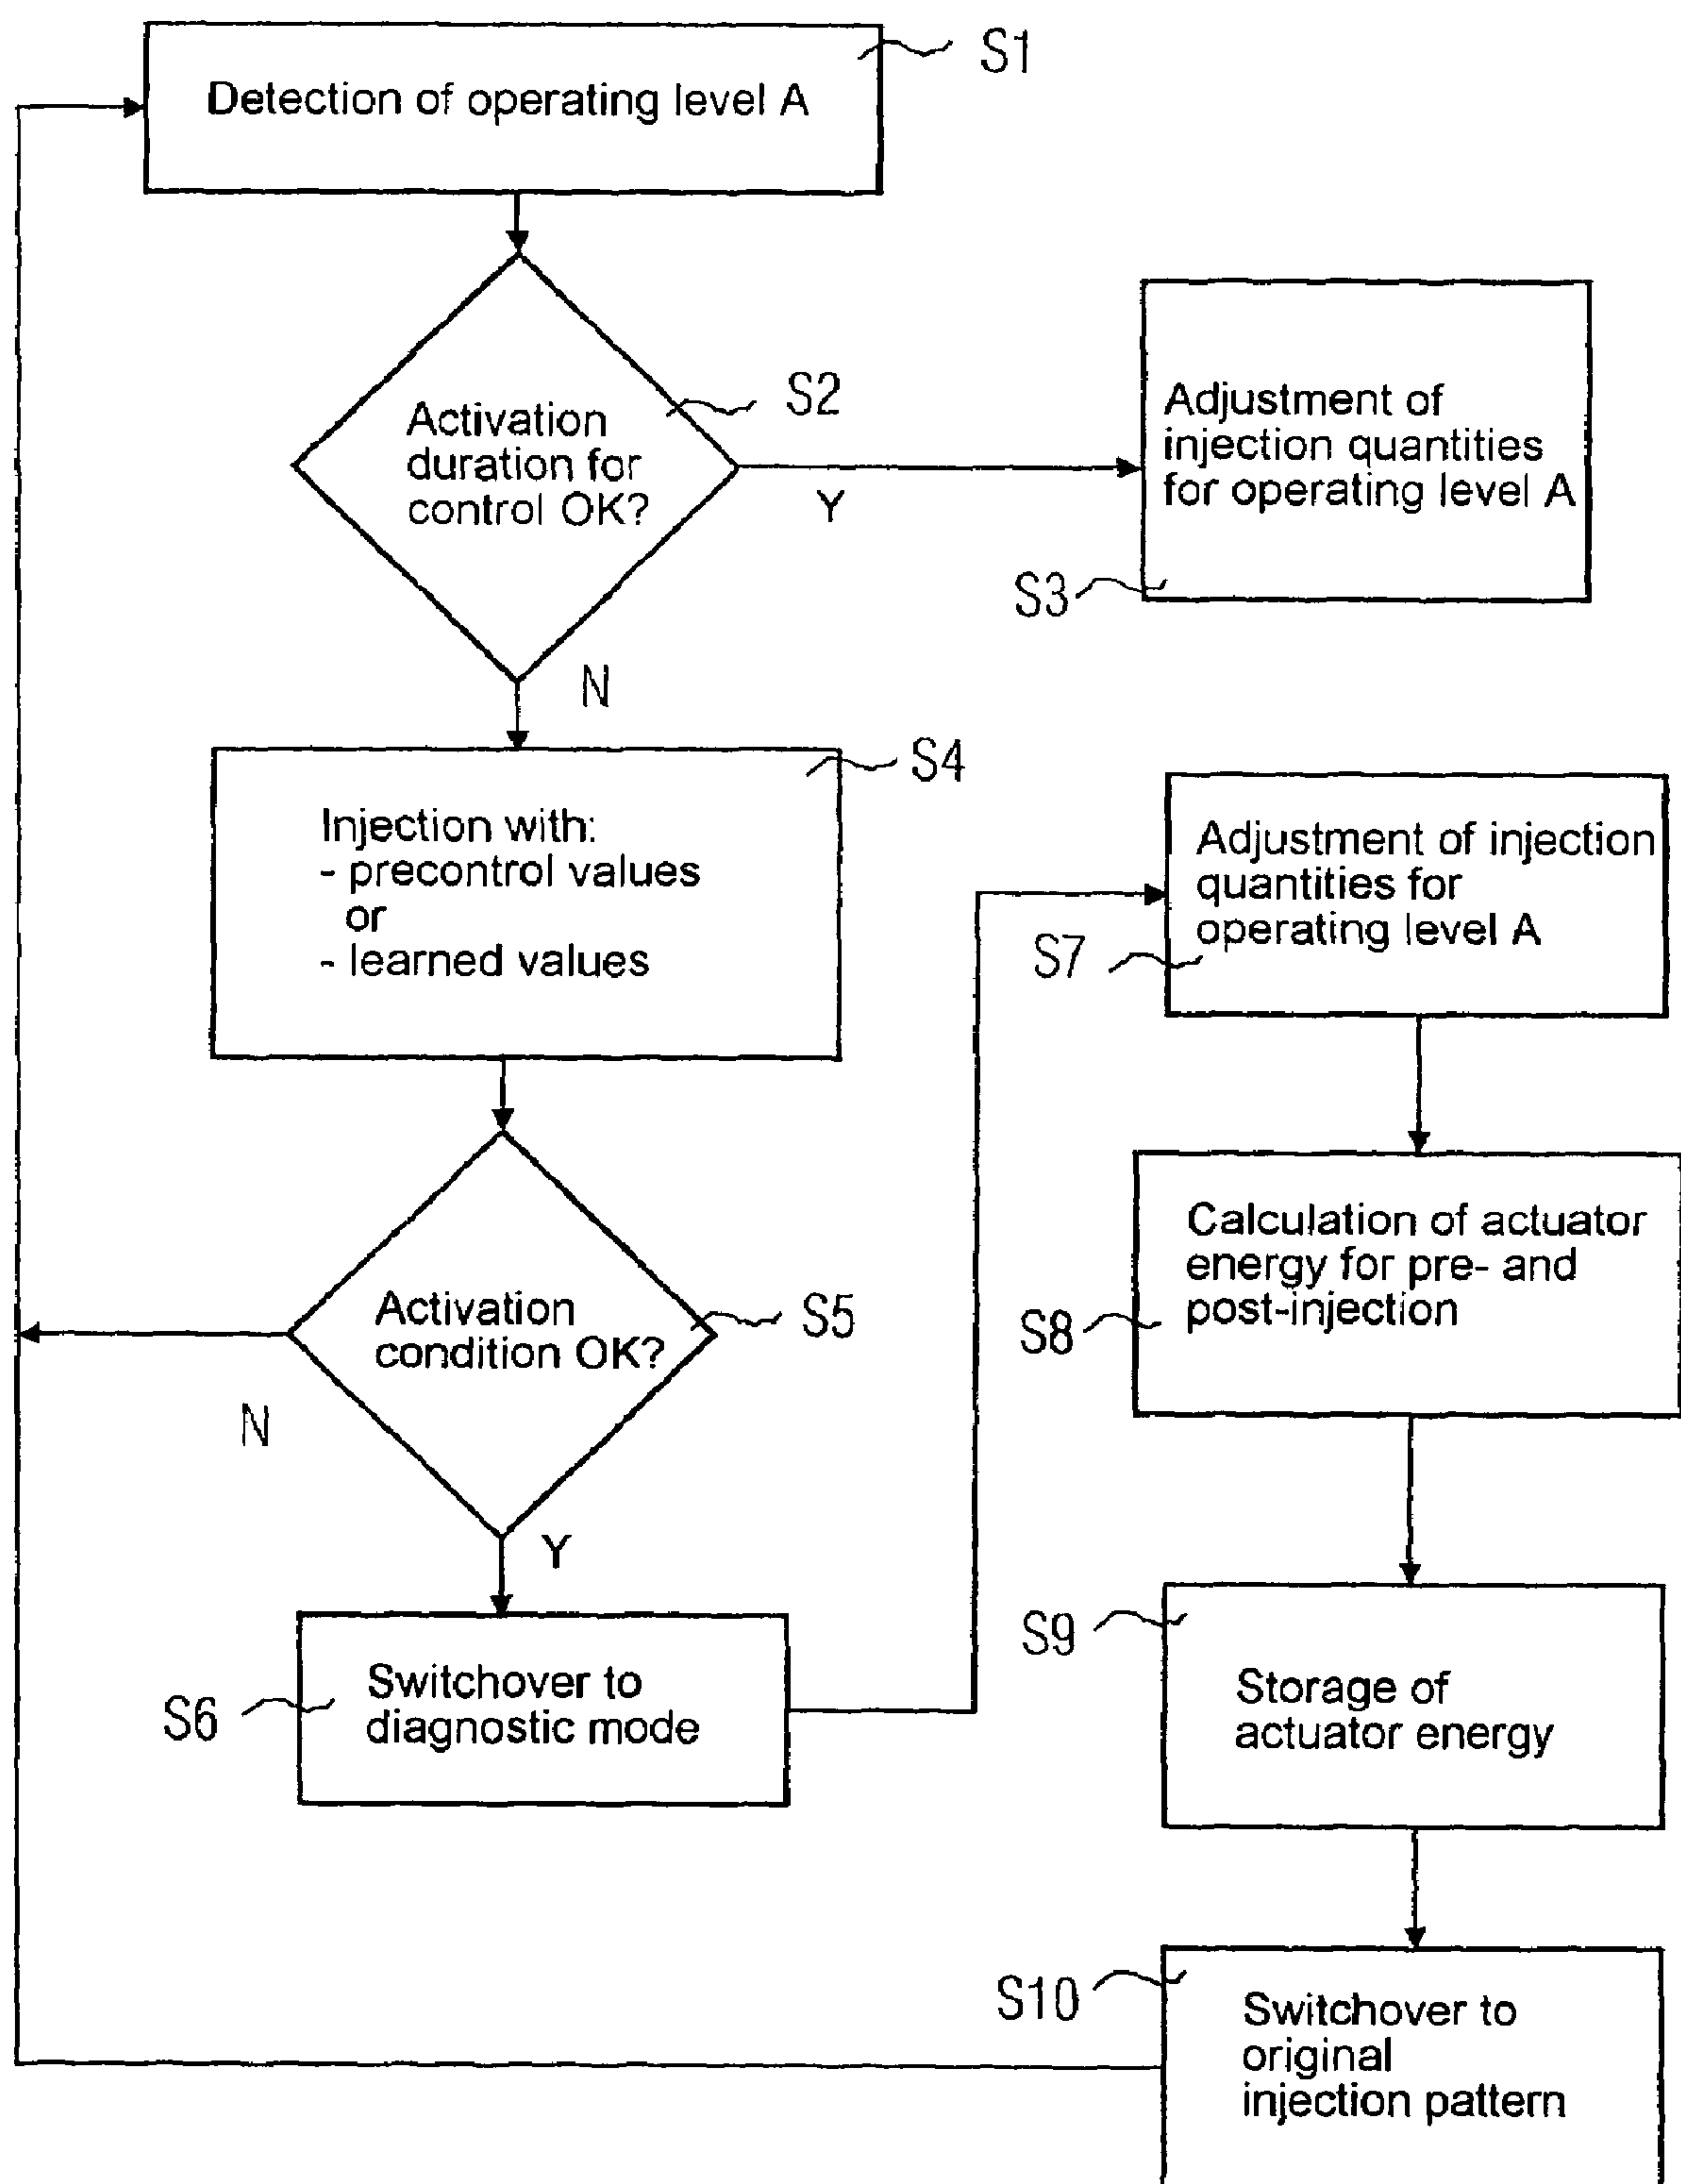 S1
Detection of operating level A
S2
Activation
duration for
control OK?
Y
N
Adjustment of
injection quantities
for operating level A
S3
S4
Injection with:
- precontrol values
or
- learned values
S5
Activation
condition OK?
N
Y
S6
Switchover to
diagnostic mode
Adjustment of injection
quantities for
operating level A
S7
Calculation of actuator
energy for pre- and
post-injection
S8
S9
Storage of
actuator energy
S10
Switchover to
original
injection pattern